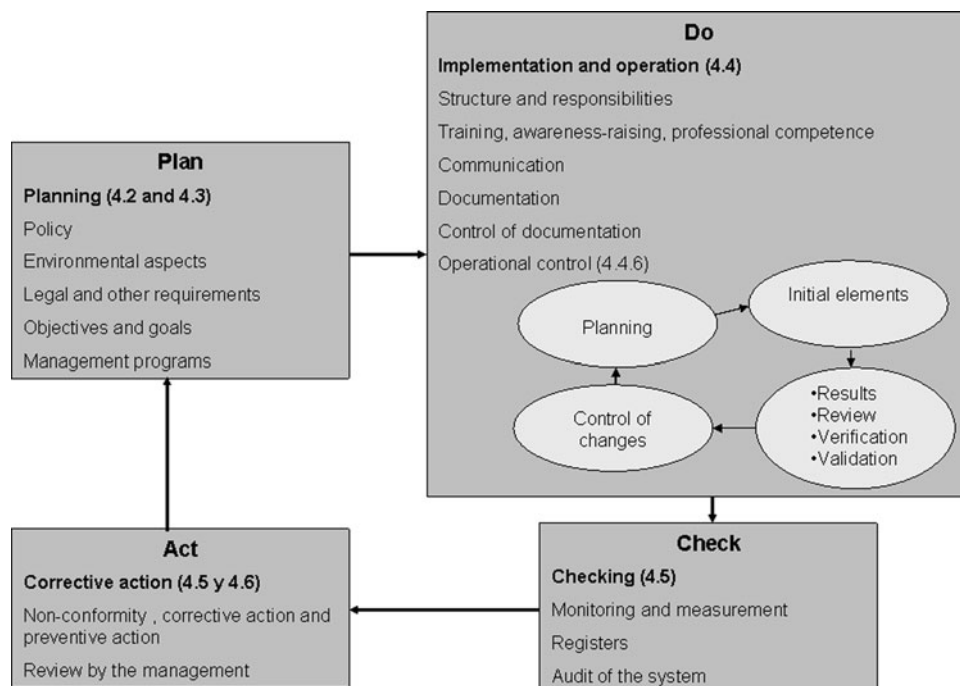 Plan
Planning (4.2 and 4.3)
Policy
Environmental aspects
Legal and other requirements
Objectives and goals
Management programs
Do
Implementation and operation (4.4)
Structure and responsibilities
Training, awareness-raising, professional competence
Communication
Documentation
Control of documentation
Operational control (4.4.6)
Planning
Initial elements
•Results
•Review
•Verification
•Validation
Control of
changes
Check
Checking (4.5)
Monitoring and measurement
Registers
Audit of the system
Act
Corrective action (4.5 y 4.6)
Non-conformity , corrective action and
preventive action
Review by the management